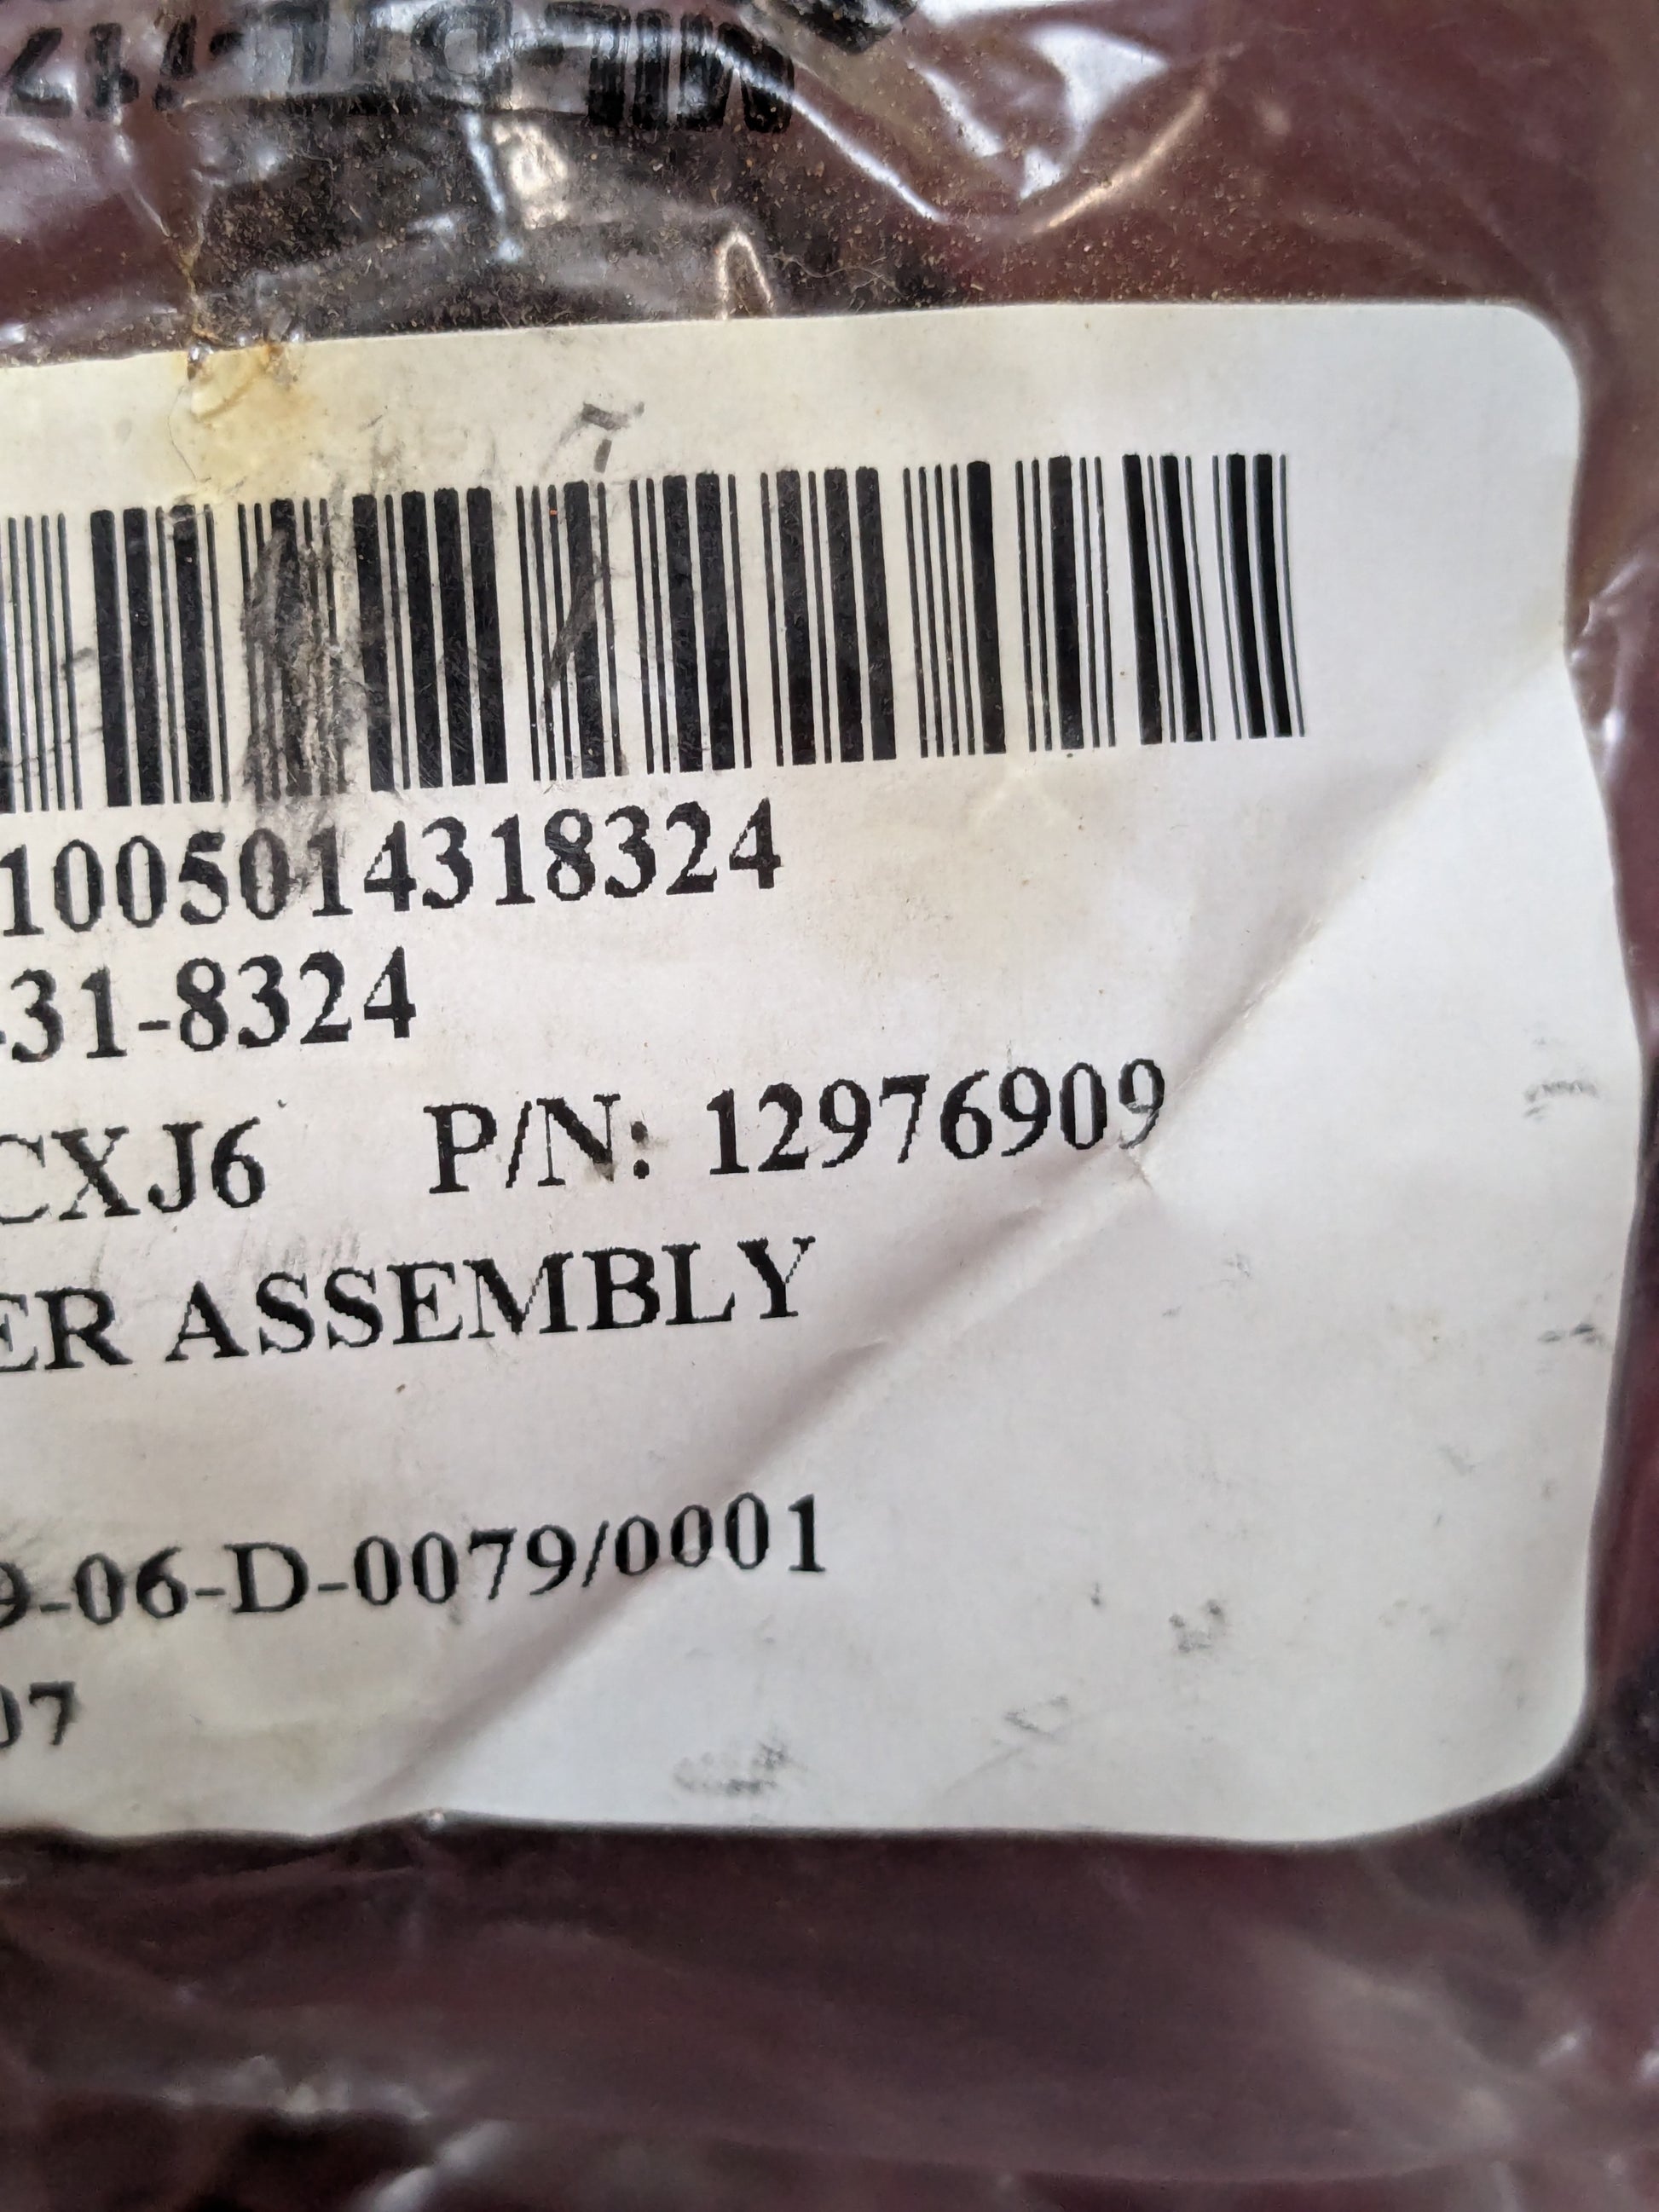 1005014318324
-31-8324
CXJ6 P/N: 12976909
ER ASSEMBLY
9-06-D-0079/0001
07